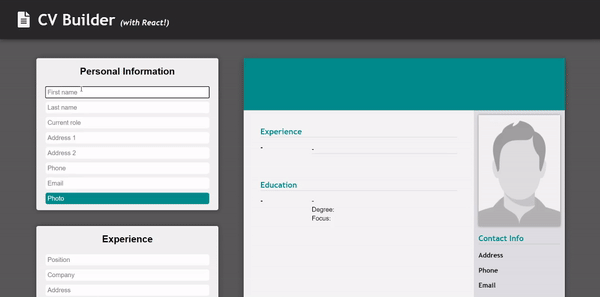 CV Builder (with React!)
Personal Information
First name
Last name
Current role
Address 1
Address 2
Phone
Email
Photo
Experience
Position
Company
Address
Experience
-
-
Education
-
-
Degree:
Focus:
Contact Info
Address
Phone
Email